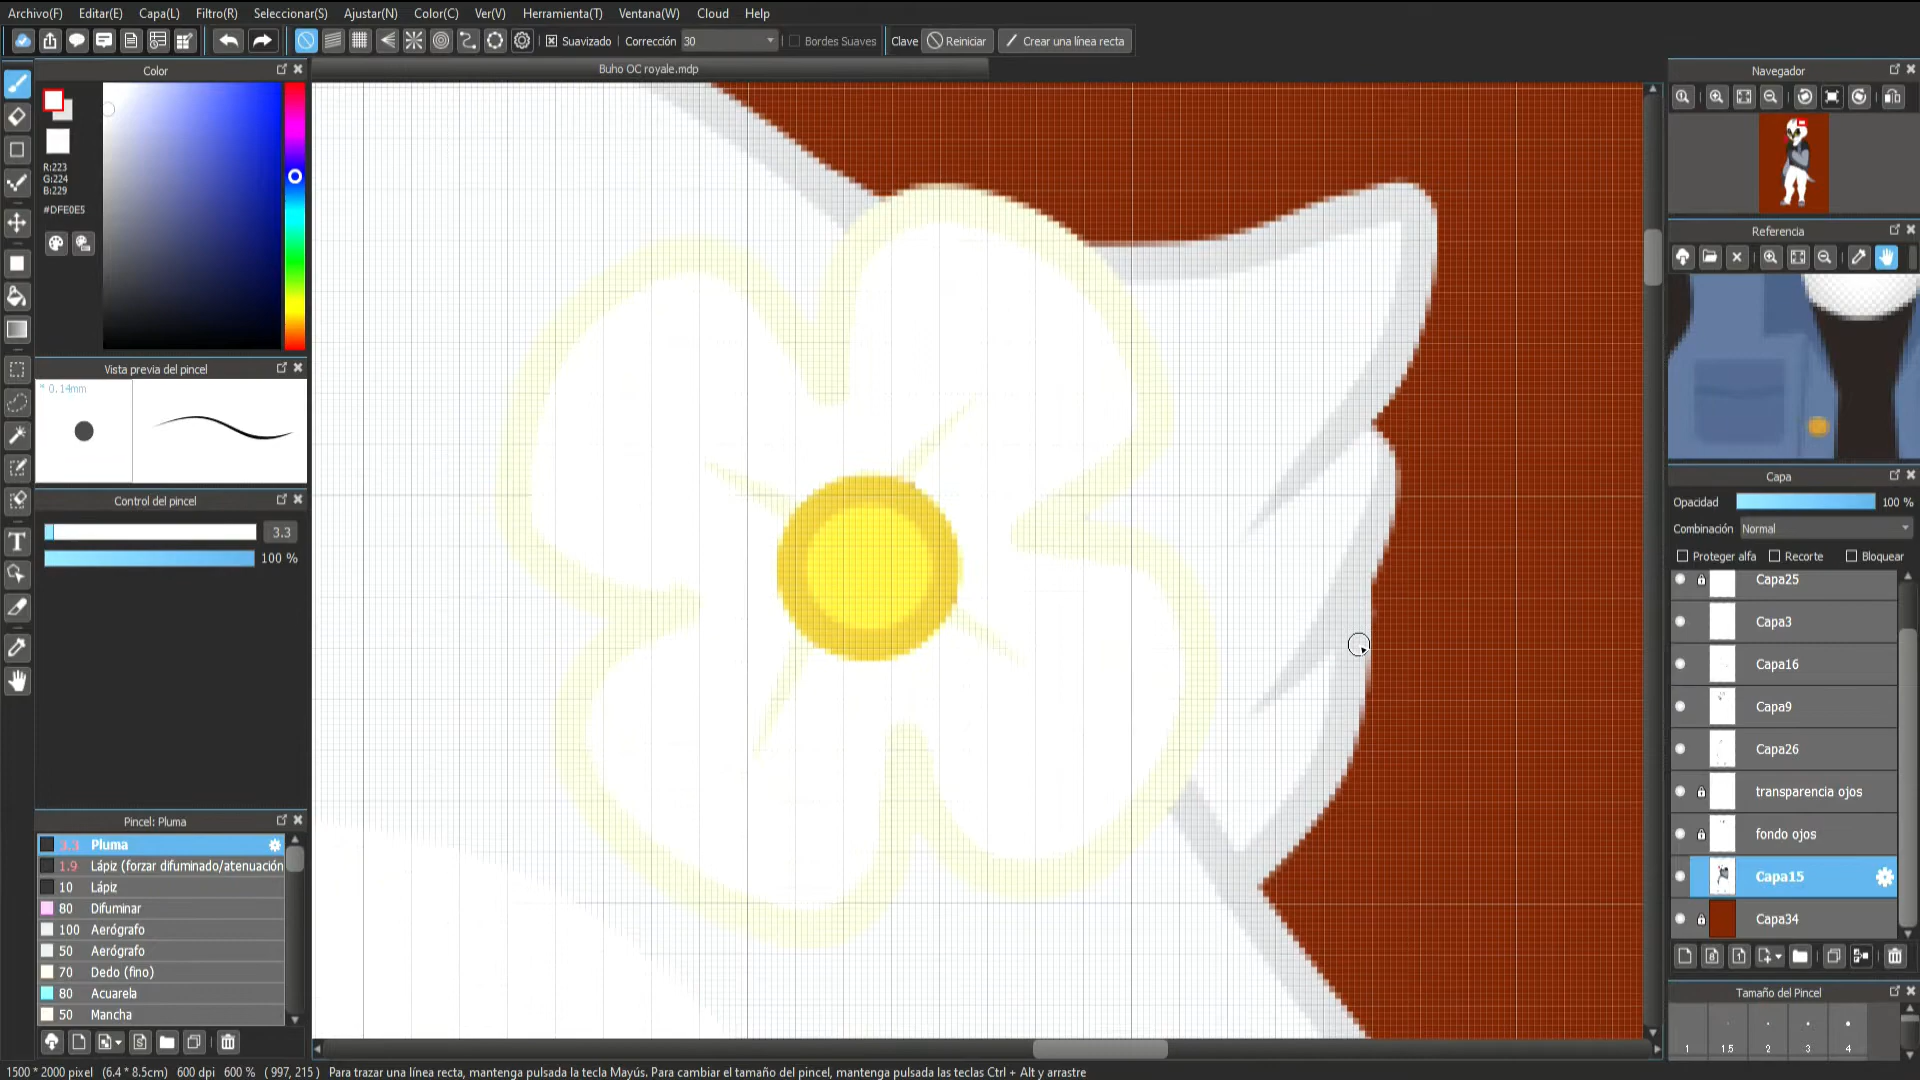 Archivo(F) Editar(E) Capa(L) Filtro(R) Seleccionar(S) Ajustar(N) Color(C) Ver(V) Herramienta(T) Ventana(W) Cloud Help
Suavizado Corrección 30 Bordes Suaves Clave Reiniciar Crear una línea recta
Color
Buho OC royale.mdp
Navegador
R:223
G:224
B:229
#DFE0E5
Referencia
Vista previa del pincel
* 0.14mm
Control del pincel
3.3
100 %
Capa
Opacidad 100 %
Combinación Normal
Proteger alfa Recorte Bloquear
Capa25
Capa3
Capa16
Capa9
Capa26
transparencia ojos
fondo ojos
Capa15
Capa34
Pincel: Pluma
3.3 Pluma
1.9 Lápiz (forzar difuminado/atenuación
10 Lápiz
80 Difuminar
100 Aerógrafo
50 Aerógrafo
70 Dedo (fino)
80 Acuarela
50 Mancha
Tamaño del Pincel
1 1.5 2 3 4
1500 * 2000 pixel (6.4 * 8.5cm) 600 dpi 600 % ( 997, 215 ) Para trazar una línea recta, mantenga pulsada la tecla Mayús. Para cambiar el tamaño del pincel, mantenga pulsada las teclas Ctrl + Alt y arrastre